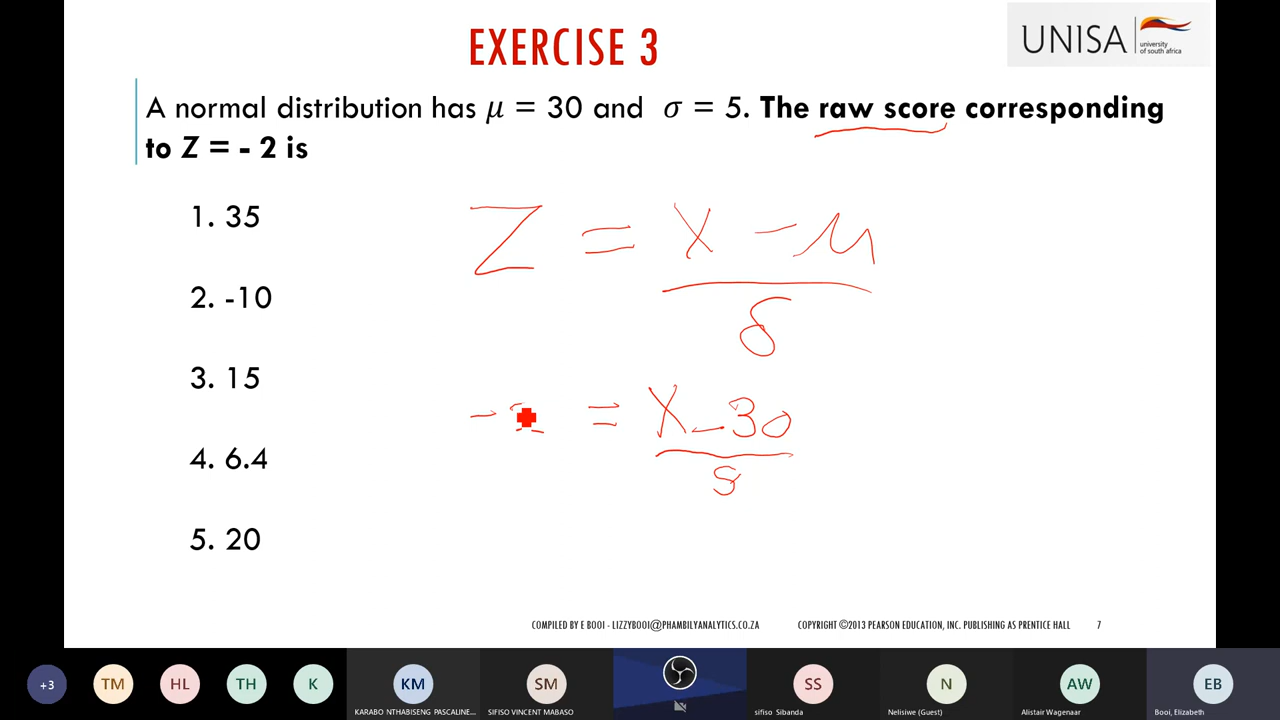 EXERCISE 3
UNISA
university
of south africa
A normal distribution has μ = 30 and σ = 5. The raw score corresponding
to Z = - 2 is
1. 35
2. -10
3. 15
4. 6.4
5. 20
Z = X - μ
σ
- = X - 30
5
COMPILED BY E BOOI - LIZZYBOOI@PHAMBILYANALYTICS.CO.ZA
COPYRIGHT ©2013 PEARSON EDUCATION, INC. PUBLISHING AS PRENTICE HALL
7
+3
TM
HL
TH
K
KM
KARABO NTHABISENG PASCALINE...
SM
SIFISO VINCENT MABASO
SS
sifiso Sibanda
N
Nelisiwe (Guest)
AW
Alistair Wagenaar
EB
Booi, Elizabeth